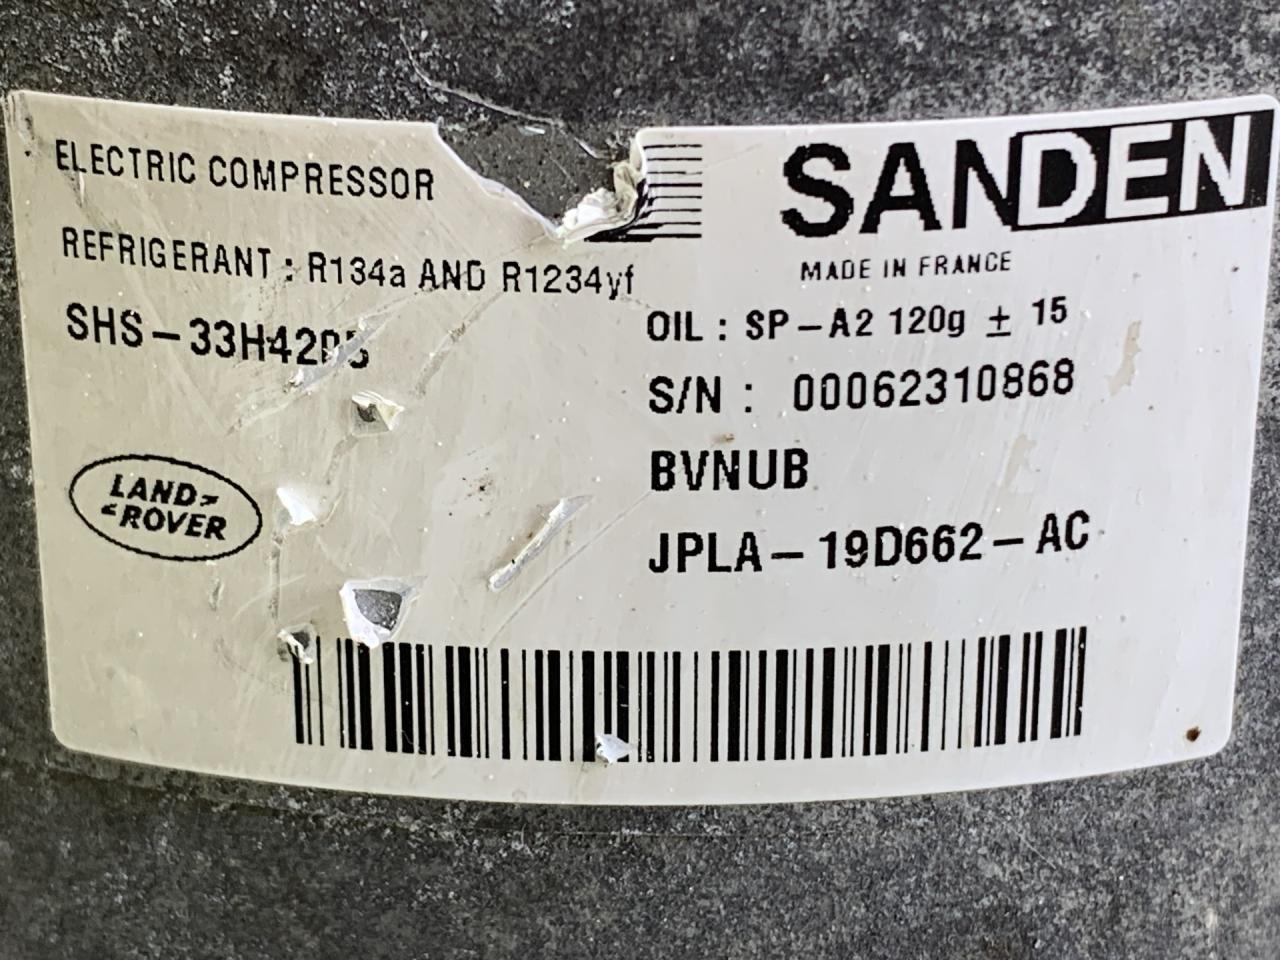 ELECTRIC COMPRESSOR
SANDEN
MADE IN FRANCE
REFRIGERANT : R134a AND R1234yf
OIL : SP-A2 120g ± 15
S/N : 00062310868
BVNUB
JPLA-19D662-AC
LAND
ROVER